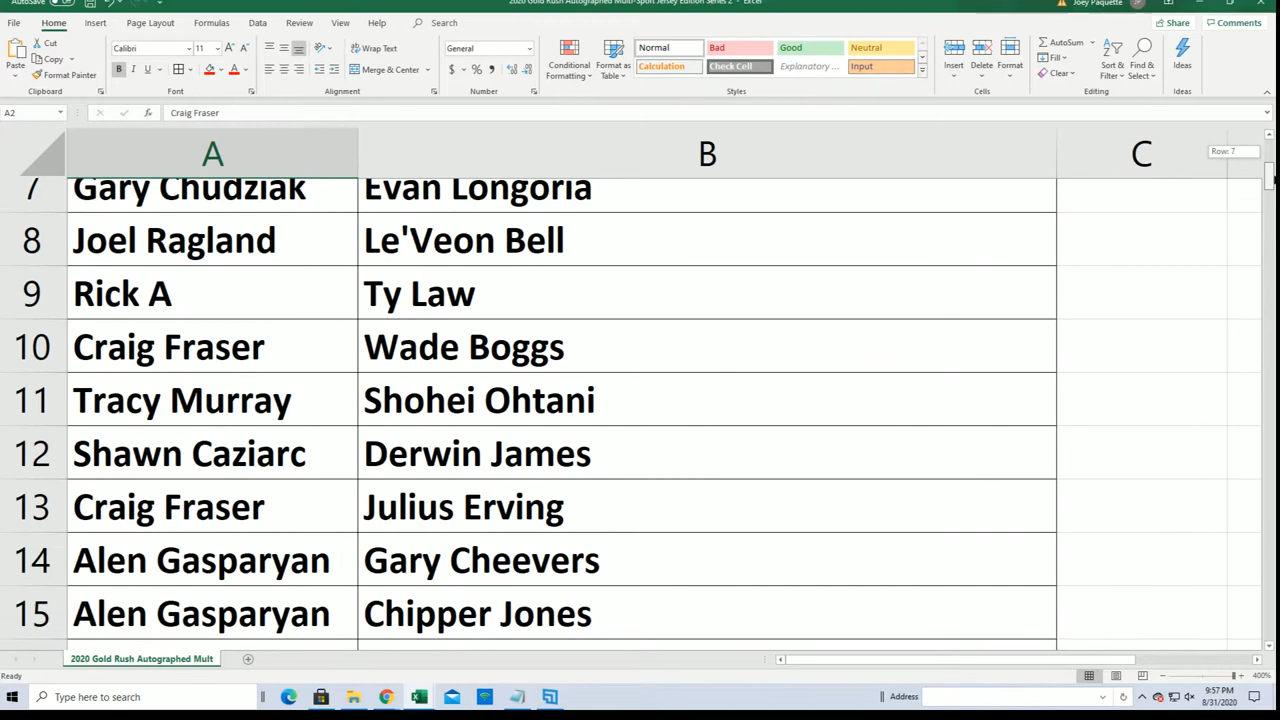 AutoSave Off 2020 Gold Rush Autographed Multi-Sport Jersey Edition Series 2 - Excel Joey Paquette JP
File Home Insert Page Layout Formulas Data Review View Help Search Share Comments
Paste Cut Copy Format Painter Clipboard
Calibri 11 B I U Font
Wrap Text Merge & Center Alignment
General $ % , Number
Conditional Formatting Format as Table Normal Bad Good Neutral Calculation Check Cell Explanatory ... Input Styles
Insert Delete Format Cells
AutoSum Fill Clear Sort & Filter Find & Select Editing
Ideas Ideas
A2 fx Craig Fraser
A B C Row: 7
7 Gary Chudziak Evan Longoria
8 Joel Ragland Le'Veon Bell
9 Rick A Ty Law
10 Craig Fraser Wade Boggs
11 Tracy Murray Shohei Ohtani
12 Shawn Caziarc Derwin James
13 Craig Fraser Julius Erving
14 Alen Gasparyan Gary Cheevers
15 Alen Gasparyan Chipper Jones
2020 Gold Rush Autographed Mult
Ready 400%
Type here to search Address 9:57 PM
8/31/2020